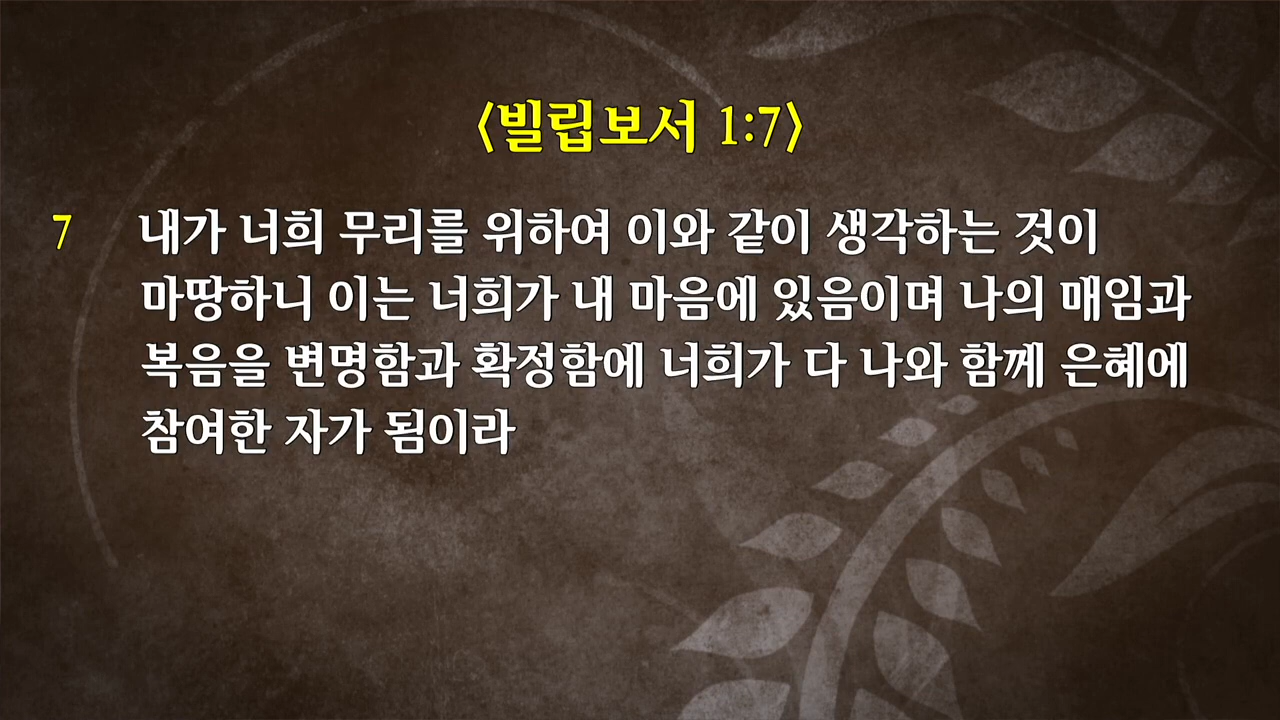 <빌립보서 1:7>
7 내가 너희 무리를 위하여 이와 같이 생각하는 것이
마땅하니 이는 너희가 내 마음에 있음이며 나의 매임과
복음을 변명함과 확정함에 너희가 다 나와 함께 은혜에
참여한 자가 됨이라